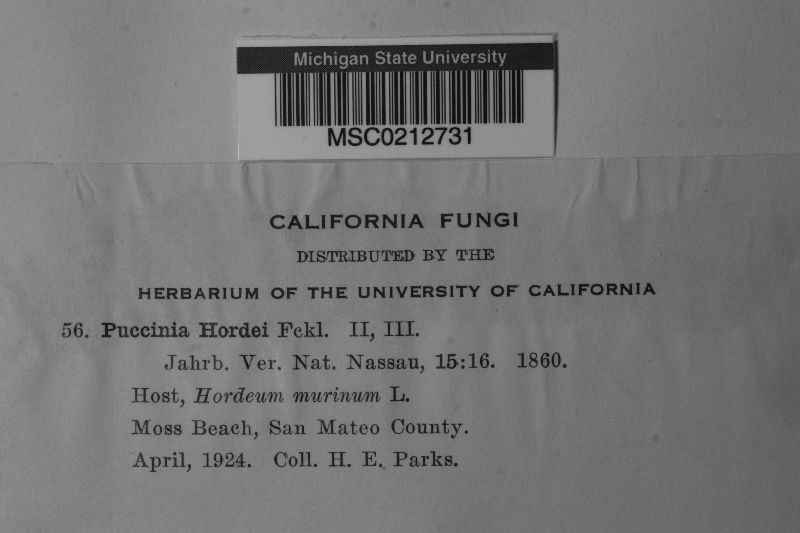 Michigan State University
MSC0212731
CALIFORNIA FUNGI
DISTRIBUTED BY THE
HERBARIUM OF THE UNIVERSITY OF CALIFORNIA
56. Puccinia Hordei Fckl. II, III.
Jahrb. Ver. Nat. Nassau, 15:16. 1860.
Host, Hordeum murinum L.
Moss Beach, San Mateo County.
April, 1924. Coll. H. E. Parks.